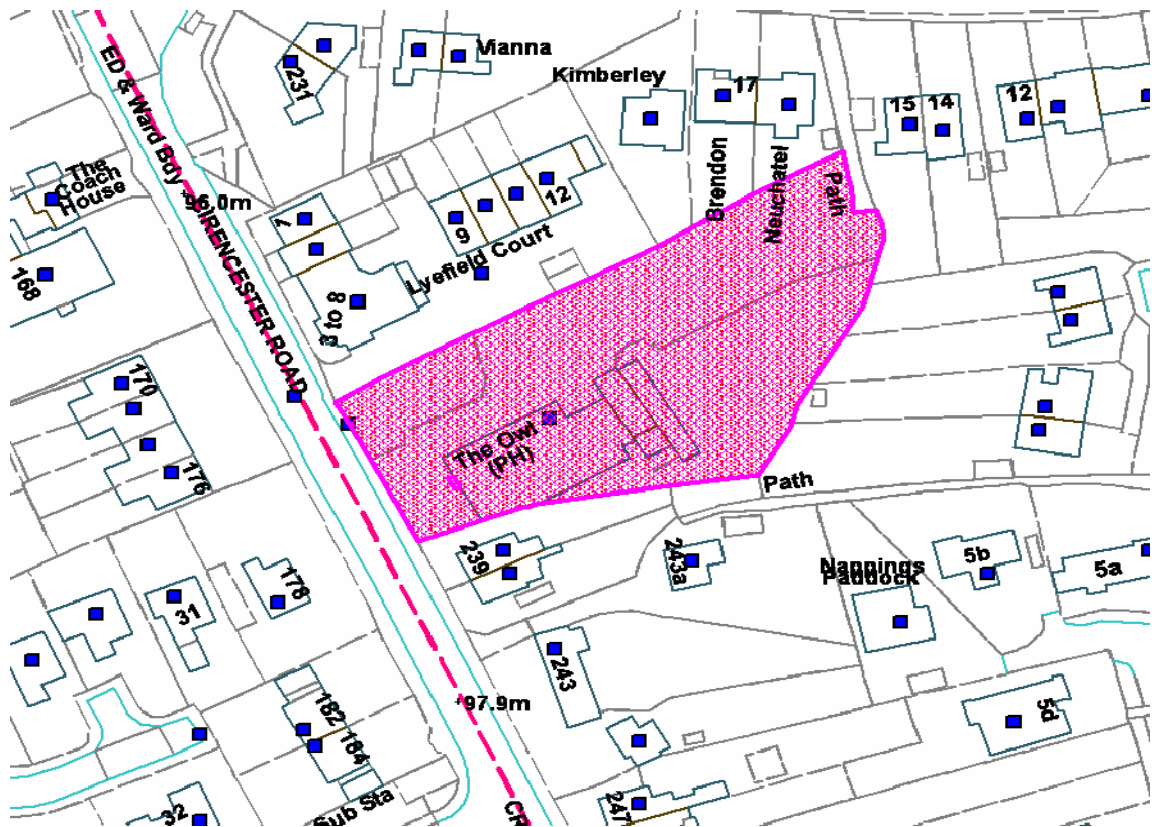 231
Vianna
Kimberley
17
15
14
12
ED & Ward Bdy
The
Coach
House
96.0m
CIRENCESTER ROAD
Brendon
Neuchatel
Path
1
9
12
Lyefield Court
168
3 to 8
170
176
The Owl
(PH)
Path
239
243a
Nappings
Paddock
5b
5a
178
31
243
97.9m
182
184
5d
Sub Sta
32
247
CR